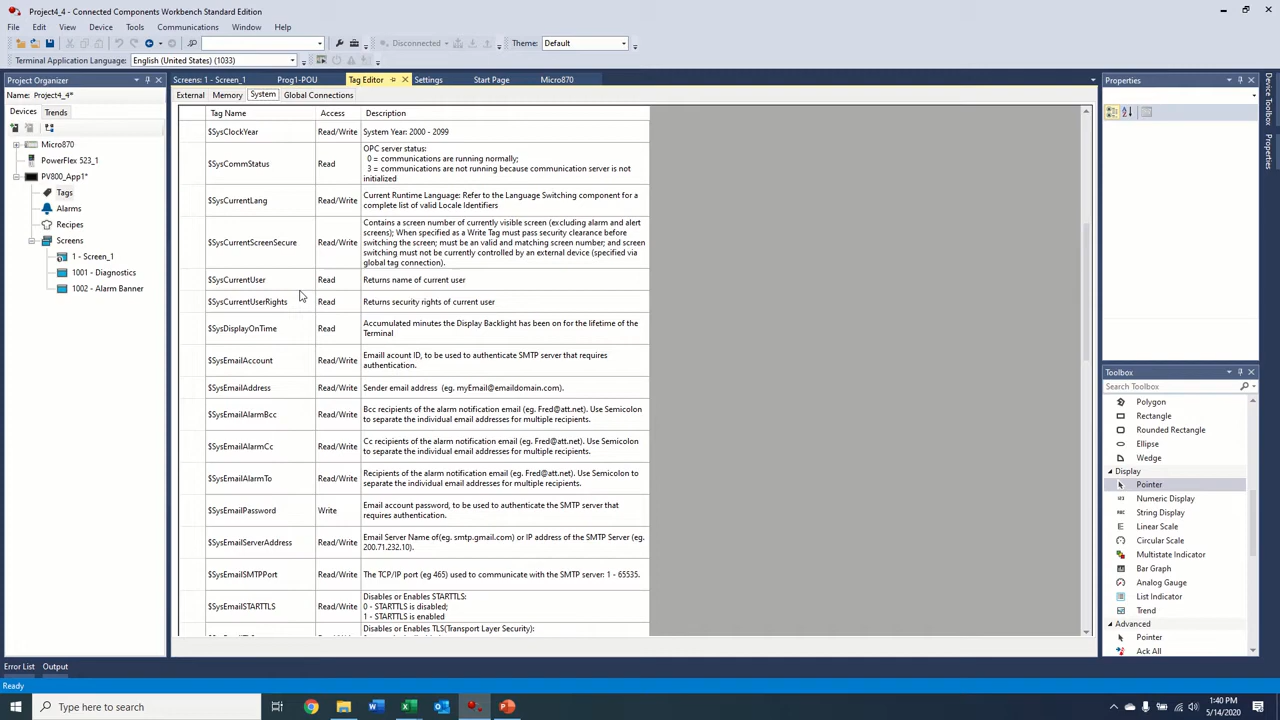 Project4_4 - Connected Components Workbench Standard Edition
File Edit View Device Tools Communications Window Help
Disconnected Theme: Default
Terminal Application Language: English (United States) (1033)
Project Organizer
Name: Project4_4*
Devices Trends
Micro870
PowerFlex 523_1
PV800_App1*
Tags
Alarms
Recipes
Screens
1 - Screen_1
1001 - Diagnostics
1002 - Alarm Banner
Screens: 1 - Screen_1 Prog1-POU Tag Editor Settings Start Page Micro870
External Memory System Global Connections
Tag Name Access Description
$SysClockYear Read/Write System Year: 2000 - 2099
$SysCommStatus Read OPC server status:
0 = communications are running normally;
3 = communications are not running because communication server is not
initialized
$SysCurrentLang Read/Write Current Runtime Language: Refer to the Language Switching component for a
complete list of valid Locale Identifiers
$SysCurrentScreenSecure Read/Write Contains a screen number of currently visible screen (excluding alarm and alert
screens); When specified as a Write Tag must pass security clearance before
switching the screen; must be an valid and matching screen number; and screen
switching must not be currently controlled by an external device (specified via
global tag connection).
$SysCurrentUser Read Returns name of current user
$SysCurrentUserRights Read Returns security rights of current user
$SysDisplayOnTime Read Accumulated minutes the Display Backlight has been on for the lifetime of the
Terminal
$SysEmailAccount Read/Write Emaill acount ID, to be used to authenticate SMTP server that requires
authentication.
$SysEmailAddress Read/Write Sender email address (eg. myEmail@emaildomain.com).
$SysEmailAlarmBcc Read/Write Bcc recipients of the alarm notification email (eg. Fred@att.net). Use Semicolon
to separate the individual email addresses for multiple recipients.
$SysEmailAlarmCc Read/Write Cc recipients of the alarm notification email (eg. Fred@att.net). Use Semicolon
to separate the individual email addresses for multiple recipients.
$SysEmailAlarmTo Read/Write Recipients of the alarm notification email (eg. Fred@att.net). Use Semicolon to
separate the individual email addresses for multiple recipients.
$SysEmailPassword Write Email account password, to be used to authenticate the SMTP server that
requires authentication.
$SysEmailServerAddress Read/Write Email Server Name of(eg. smtp.gmail.com) or IP address of the SMTP Server (eg.
200.71.232.10).
$SysEmailSMTPPort Read/Write The TCP/IP port (eg 465) used to communicate with the SMTP server: 1 - 65535.
$SysEmailSTARTTLS Read/Write Disables or Enables STARTTLS:
0 - STARTTLS is disabled;
1 - STARTTLS is enabled
Disables or Enables TLS(Transport Layer Security):
Properties
Toolbox
Search Toolbox
Polygon
Rectangle
Rounded Rectangle
Ellipse
Wedge
Display
Pointer
Numeric Display
String Display
Linear Scale
Circular Scale
Multistate Indicator
Bar Graph
Analog Gauge
List Indicator
Trend
Advanced
Pointer
Ack All
Device Toolbox
Properties
Error List Output
Ready
Type here to search
1:40 PM
5/14/2020